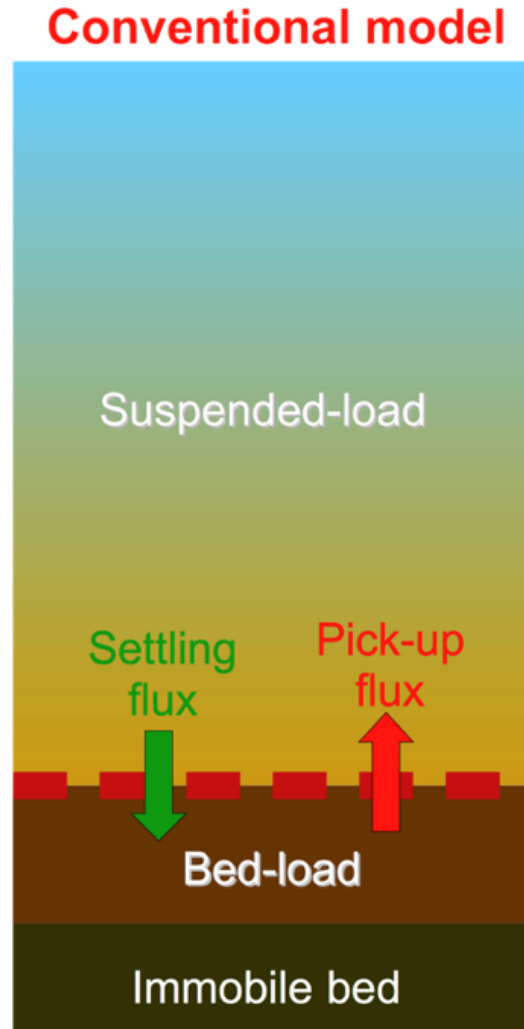 Conventional model
Suspended-load
Settling
flux
Pick-up
flux
Bed-load
Immobile bed